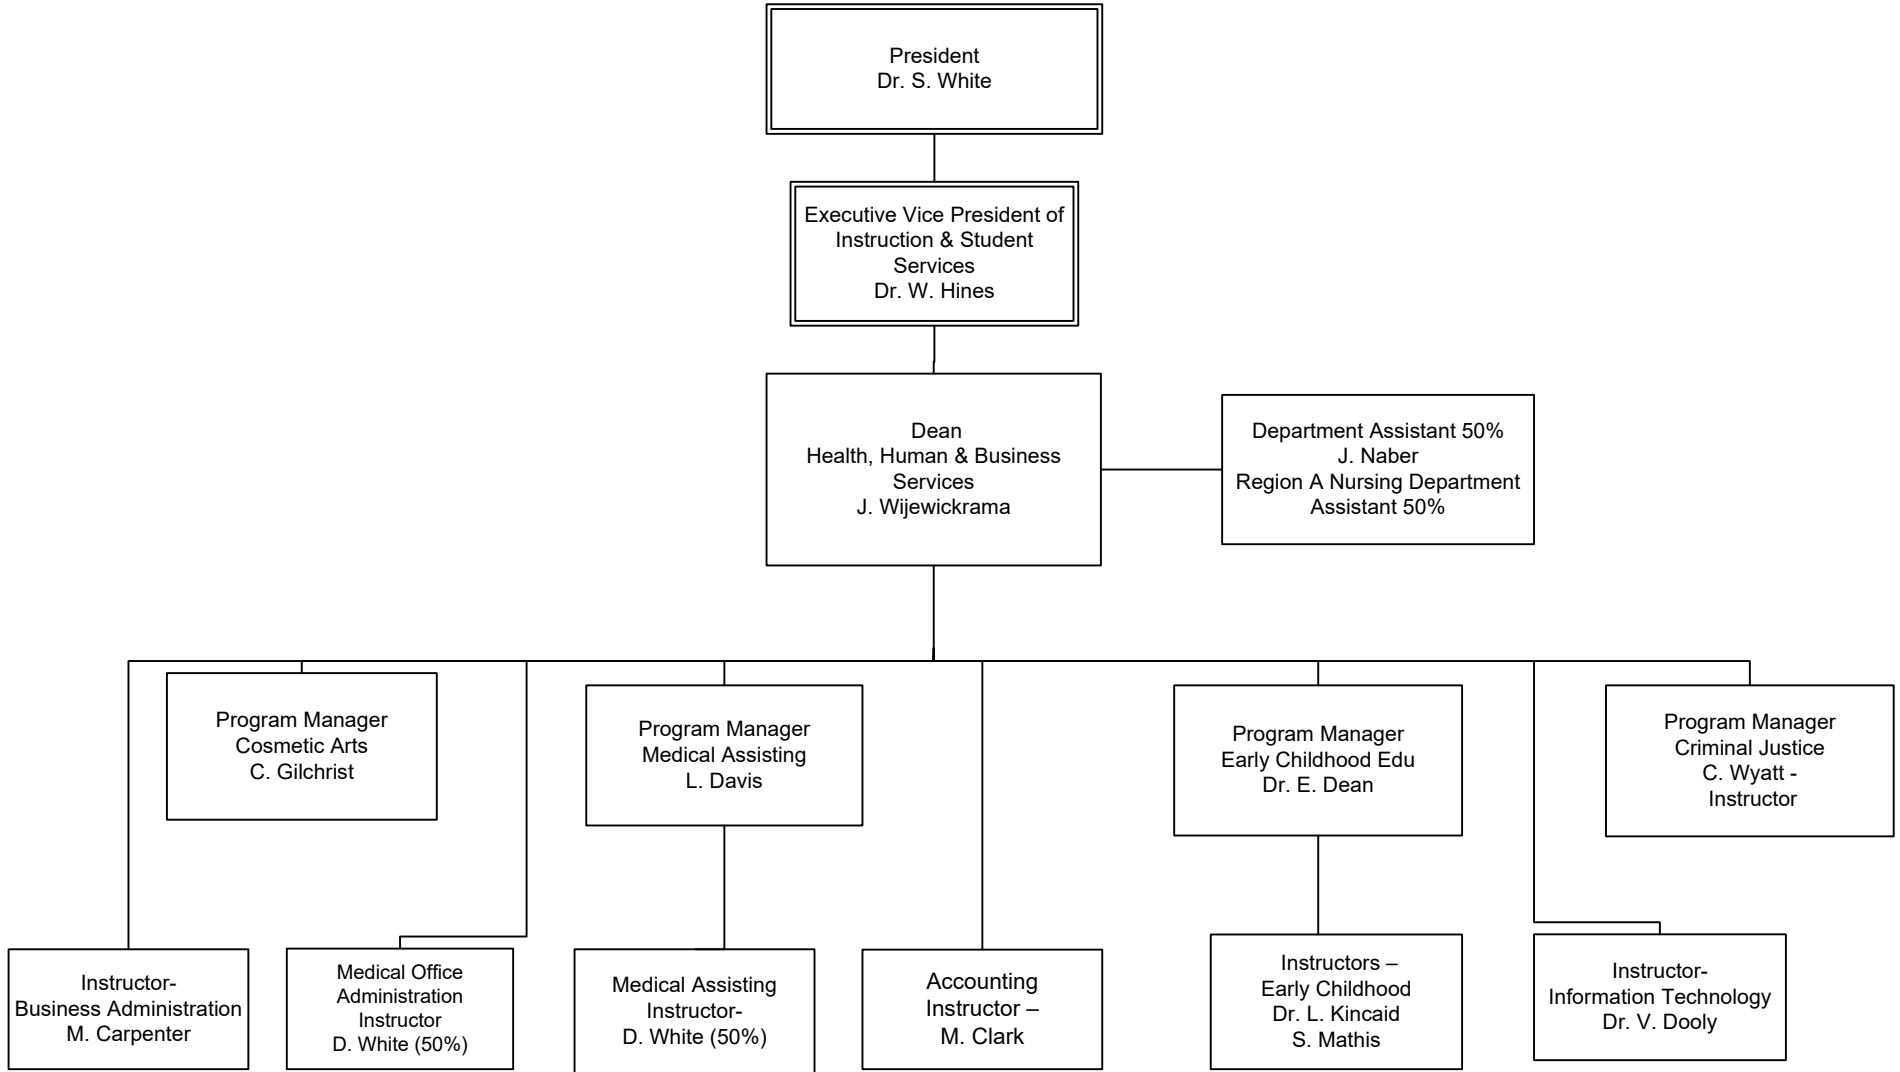 President
Dr. S. White
Executive Vice President of
Instruction & Student
Services
Dr. W. Hines
Dean
Health, Human & Business
Services
J. Wijewickrama
Department Assistant 50%
J. Naber
Region A Nursing Department
Assistant 50%
Program Manager
Cosmetic Arts
C. Gilchrist
Program Manager
Medical Assisting
L. Davis
Program Manager
Early Childhood Edu
Dr. E. Dean
Program Manager
Criminal Justice
C. Wyatt -
Instructor
Instructor-
Business Administration
M. Carpenter
Medical Office
Administration
Instructor
D. White (50%)
Medical Assisting
Instructor-
D. White (50%)
Accounting
Instructor –
M. Clark
Instructors –
Early Childhood
Dr. L. Kincaid
S. Mathis
Instructor-
Information Technology
Dr. V. Dooly